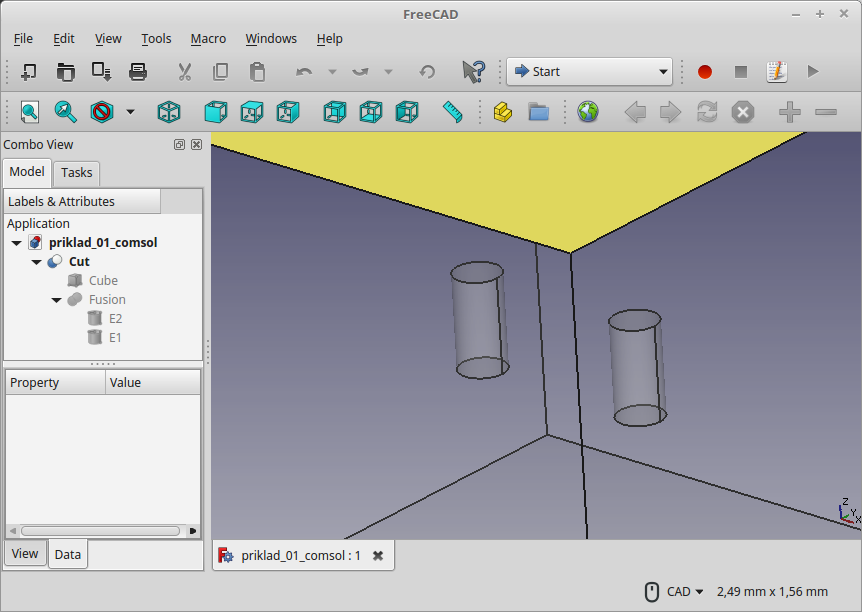 FreeCAD
File Edit View Tools Macro Windows Help
Start
Combo View
Model Tasks
Labels & Attributes
Application
priklad_01_comsol
Cut
Cube
Fusion
E2
E1
Property Value
View Data
Z
Y
X
priklad_01_comsol : 1
CAD 2,49 mm x 1,56 mm